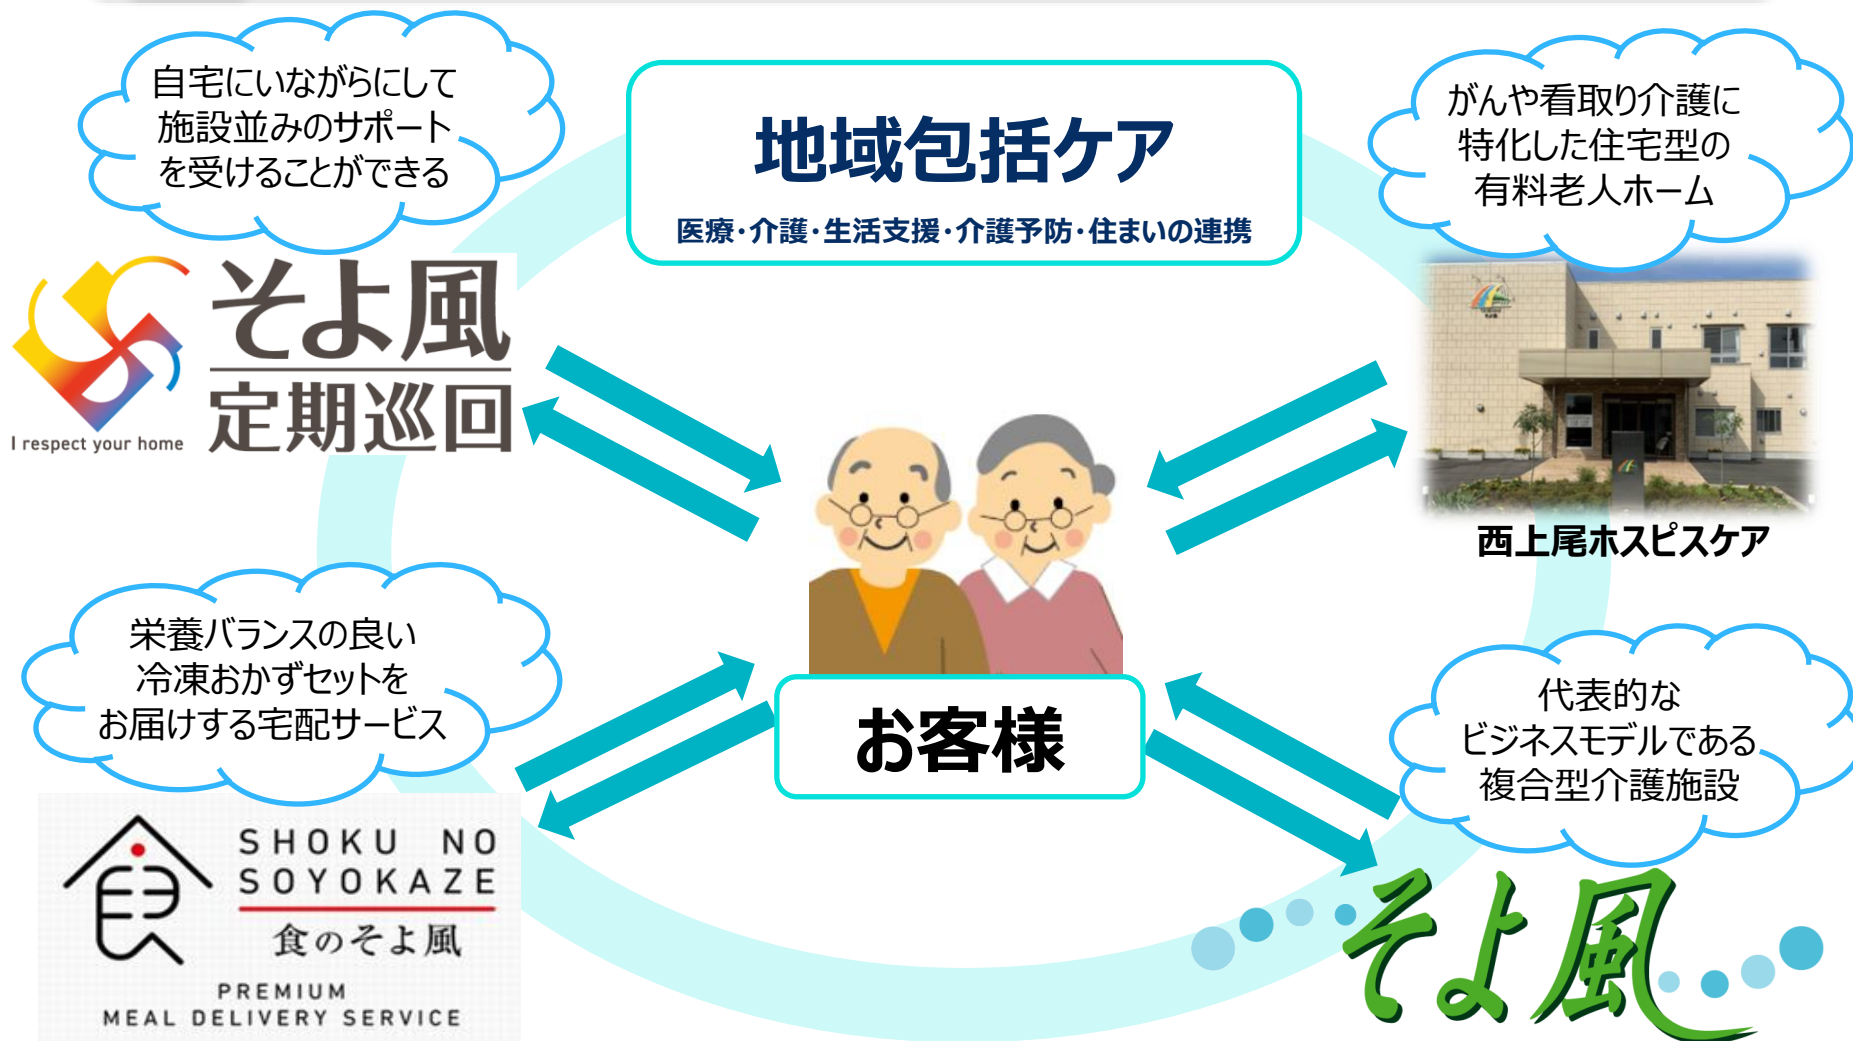 自宅にいながらにして
施設並みのサポート
を受けることができる
地域包括ケア
医療・介護・生活支援・介護予防・住まいの連携
がんや看取り介護に
特化した住宅型の
有料老人ホーム
そよ風
定期巡回
I respect your home
西上尾ホスピスケア
栄養バランスの良い
冷凍おかずセットを
お届けする宅配サービス
お客様
代表的な
ビジネスモデルである
複合型介護施設
食
SHOKU NO
SOYOKAZE
食のそよ風
PREMIUM
MEAL DELIVERY SERVICE
そよ風